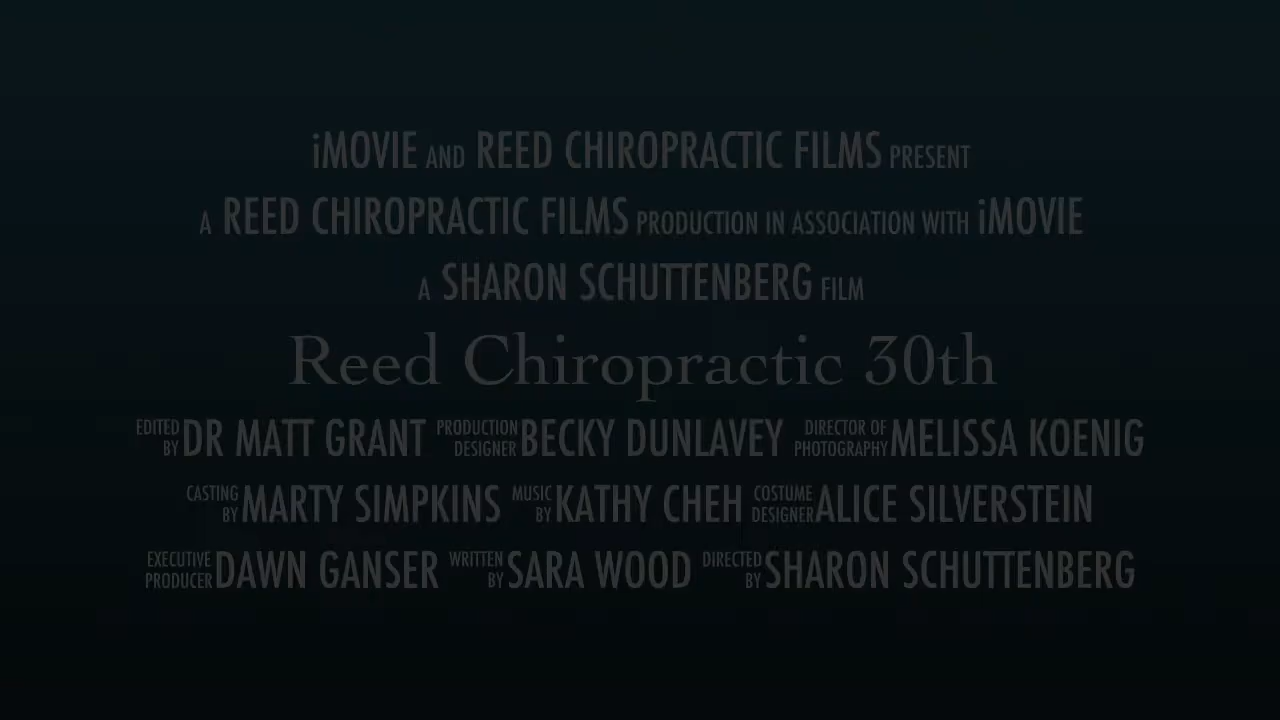 iMOVIE AND REED CHIROPRACTIC FILMS PRESENT
A REED CHIROPRACTIC FILMS PRODUCTION IN ASSOCIATION WITH iMOVIE
A SHARON SCHUTTENBERG FILM
Reed Chiropractic 30th
EDITED BY DR MATT GRANT PRODUCTION DESIGNER BECKY DUNLAVEY DIRECTOR OF PHOTOGRAPHY MELISSA KOENIG
CASTING BY MARTY SIMPKINS MUSIC BY KATHY CHEH COSTUME DESIGNER ALICE SILVERSTEIN
EXECUTIVE PRODUCER DAWN GANSER WRITTEN BY SARA WOOD DIRECTED BY SHARON SCHUTTENBERG